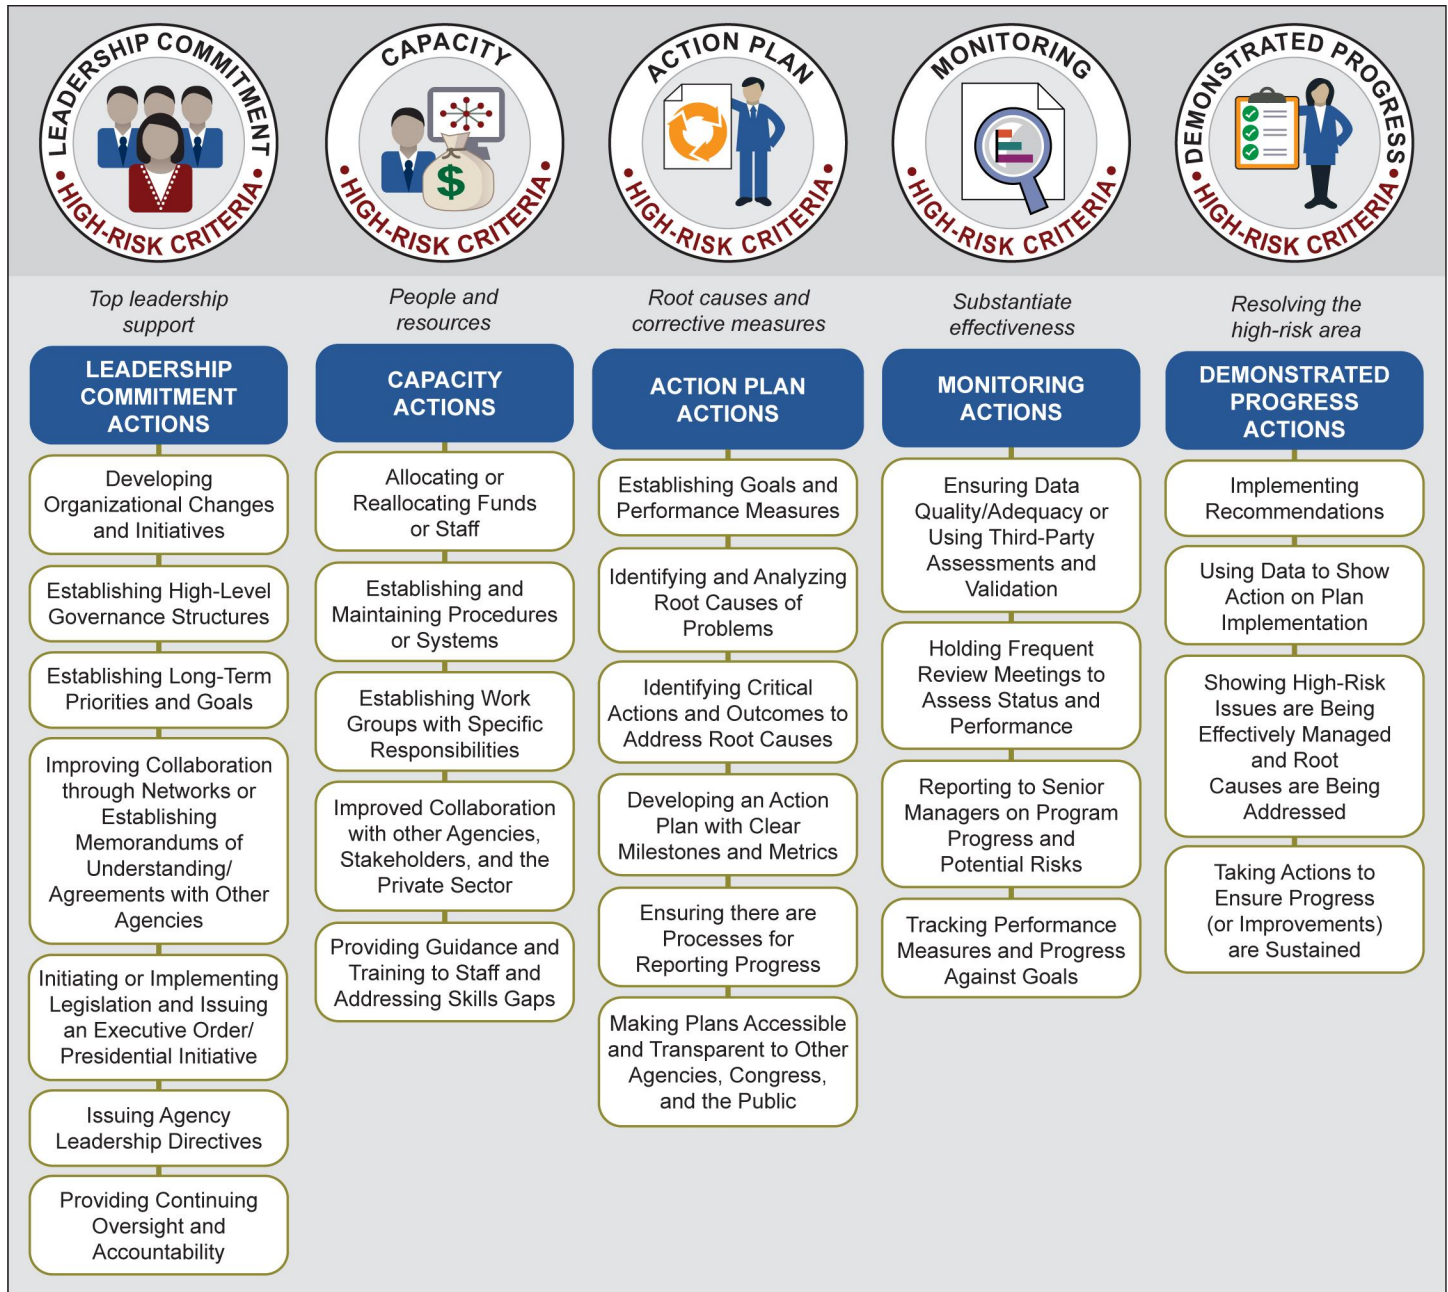 LEADERSHIP COMMITMENT
• HIGH-RISK CRITERIA •
CAPACITY
• HIGH-RISK CRITERIA •
$
ACTION PLAN
• HIGH-RISK CRITERIA •
MONITORING
• HIGH-RISK CRITERIA •
DEMONSTRATED PROGRESS
• HIGH-RISK CRITERIA •
Top leadership
support
LEADERSHIP
COMMITMENT
ACTIONS
Developing
Organizational Changes
and Initiatives
Establishing High-Level
Governance Structures
Establishing Long-Term
Priorities and Goals
Improving Collaboration
through Networks or
Establishing
Memorandums of
Understanding/
Agreements with Other
Agencies
Initiating or Implementing
Legislation and Issuing
an Executive Order/
Presidential Initiative
Issuing Agency
Leadership Directives
Providing Continuing
Oversight and
Accountability
People and
resources
CAPACITY
ACTIONS
Allocating or
Reallocating Funds
or Staff
Establishing and
Maintaining Procedures
or Systems
Establishing Work
Groups with Specific
Responsibilities
Improved Collaboration
with other Agencies,
Stakeholders, and the
Private Sector
Providing Guidance and
Training to Staff and
Addressing Skills Gaps
Root causes and
corrective measures
ACTION PLAN
ACTIONS
Establishing Goals and
Performance Measures
Identifying and Analyzing
Root Causes of
Problems
Identifying Critical
Actions and Outcomes to
Address Root Causes
Developing an Action
Plan with Clear
Milestones and Metrics
Ensuring there are
Processes for
Reporting Progress
Making Plans Accessible
and Transparent to Other
Agencies, Congress,
and the Public
Substantiate
effectiveness
MONITORING
ACTIONS
Ensuring Data
Quality/Adequacy or
Using Third-Party
Assessments and
Validation
Holding Frequent
Review Meetings to
Assess Status and
Performance
Reporting to Senior
Managers on Program
Progress and
Potential Risks
Tracking Performance
Measures and Progress
Against Goals
Resolving the
high-risk area
DEMONSTRATED
PROGRESS
ACTIONS
Implementing
Recommendations
Using Data to Show
Action on Plan
Implementation
Showing High-Risk
Issues are Being
Effectively Managed
and Root
Causes are Being
Addressed
Taking Actions to
Ensure Progress
(or Improvements)
are Sustained